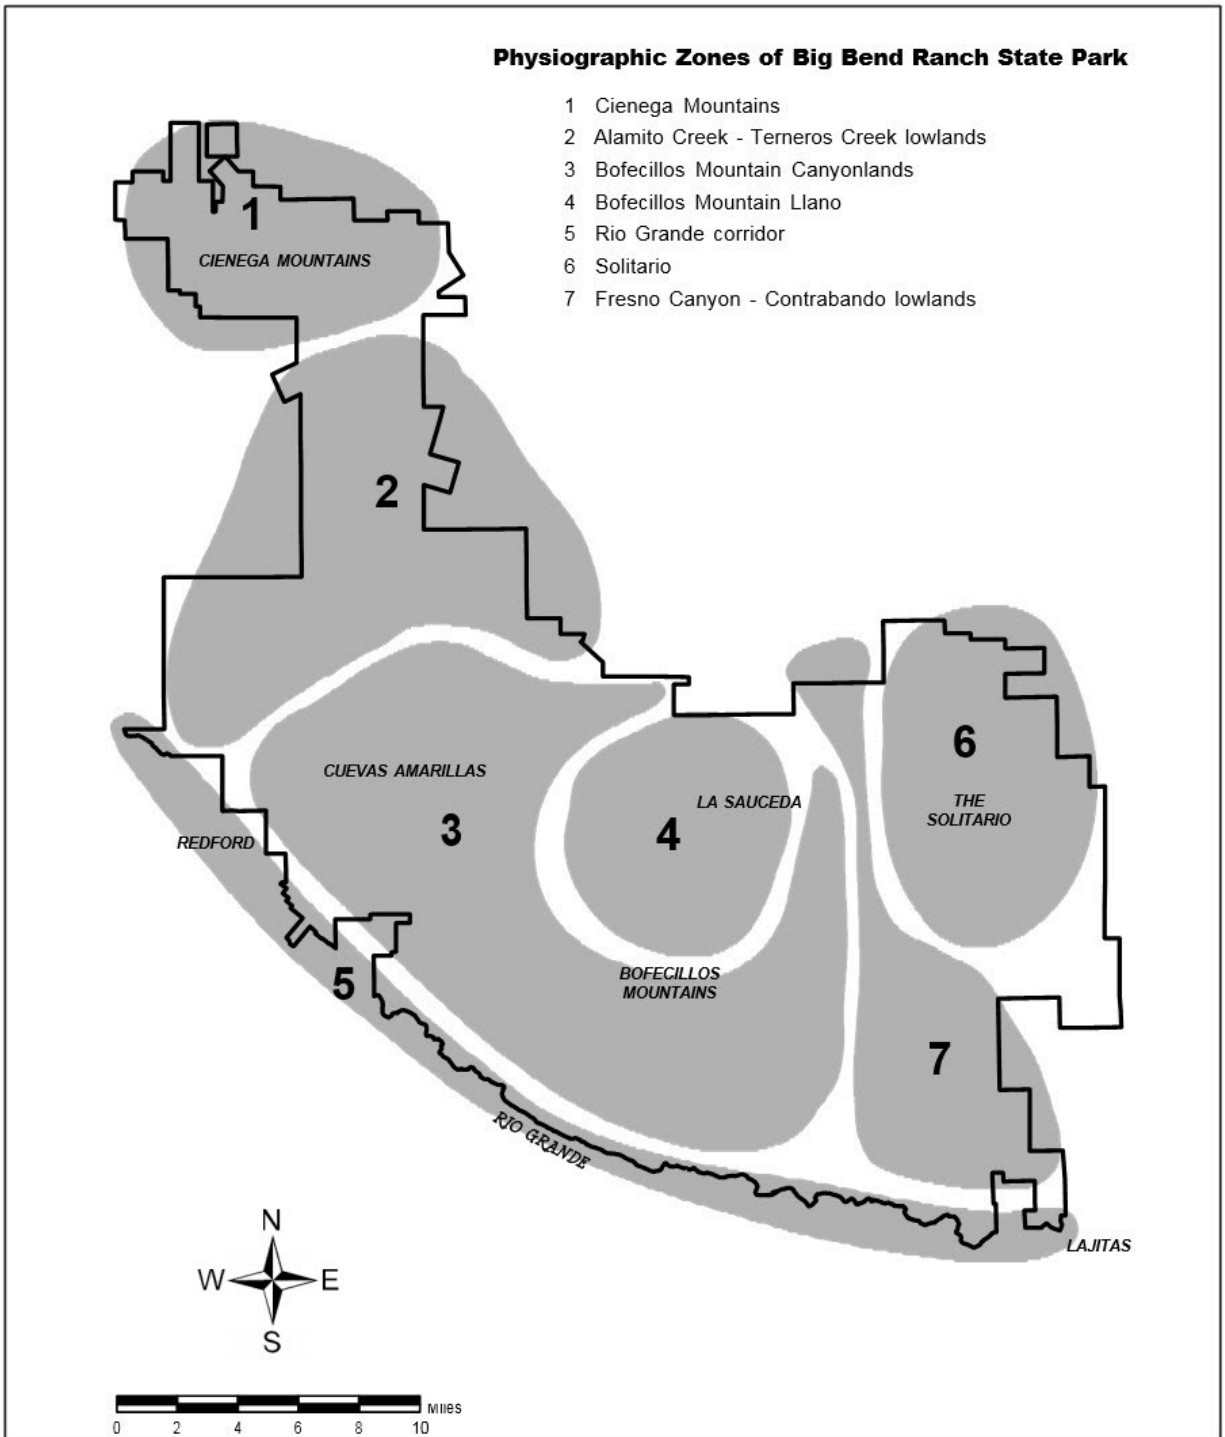 Physiographic Zones of Big Bend Ranch State Park
1 Cienega Mountains
2 Alamito Creek - Terneros Creek lowlands
3 Bofecillos Mountain Canyonlands
4 Bofecillos Mountain Llano
5 Rio Grande corridor
6 Solitario
7 Fresno Canyon - Contrabando lowlands
1
CIENEGA MOUNTAINS
2
6
CUEVAS AMARILLAS
LA SAUCEDA
THE
SOLITARIO
3
4
REDFORD
BOFECILLOS
MOUNTAINS
5
7
RIO GRANDE
LAJITAS
N
W E
S
Miles
0 2 4 6 8 10